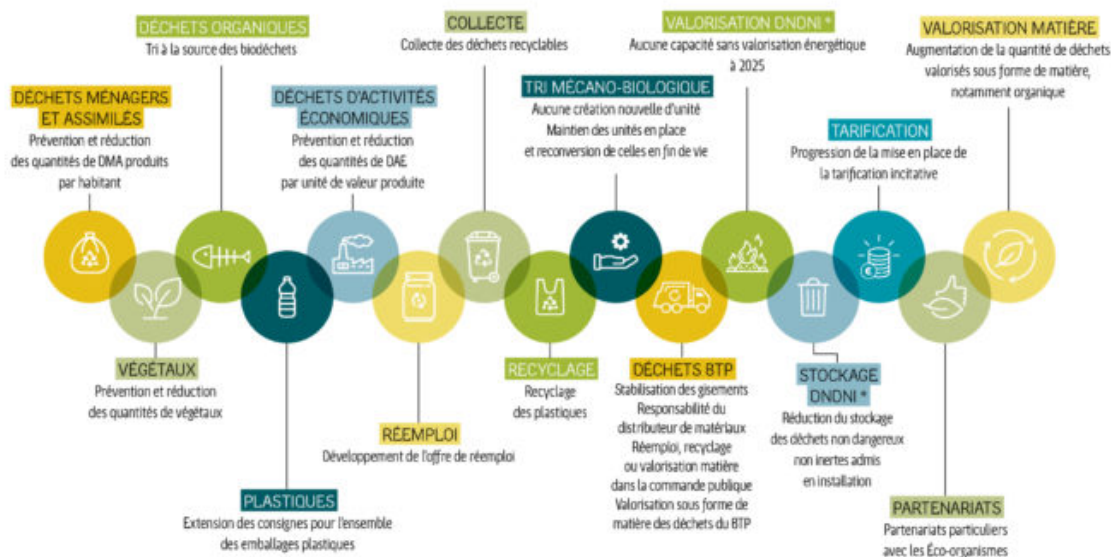 DÉCHETS ORGANIQUES
Tri à la source des biodéchets
COLLECTE
Collecte des déchets recyclables
VALORISATION DNDNI *
Aucune capacité sans valorisation énergétique
à 2025
VALORISATION MATIÈRE
Augmentation de la quantité de déchets
valorisés sous forme de matière,
notamment organique
DÉCHETS MÉNAGERS
ET ASSIMILÉS
Prévention et réduction
des quantités de DMA produits
par habitant
DÉCHETS D'ACTIVITÉS
ÉCONOMIQUES
Prévention et réduction
des quantités de DAE
par unité de valeur produite
TRI MÉCANO-BIOLOGIQUE
Aucune création nouvelle d'unité
Maintien des unités en place
et reconversion de celles en fin de vie
TARIFICATION
Progression de la mise en place de
la tarification incitative
VÉGÉTAUX
Prévention et réduction
des quantités de végétaux
PLASTIQUES
Extension des consignes pour l'ensemble
des emballages plastiques
RÉEMPLOI
Développement de l'offre de réemploi
RECYCLAGE
Recyclage
des plastiques
DÉCHETS BTP
Stabilisation des gisements
Responsabilité du
distributeur de matériaux
Réemploi, recyclage
ou valorisation matière
dans la commande publique
Valorisation sous forme de
matière des déchets du BTP
STOCKAGE
DNDNI *
Réduction du stockage
des déchets non dangereux
non inertes admis
en installation
PARTENARIATS
Partenariats particuliers
avec les Éco-organismes